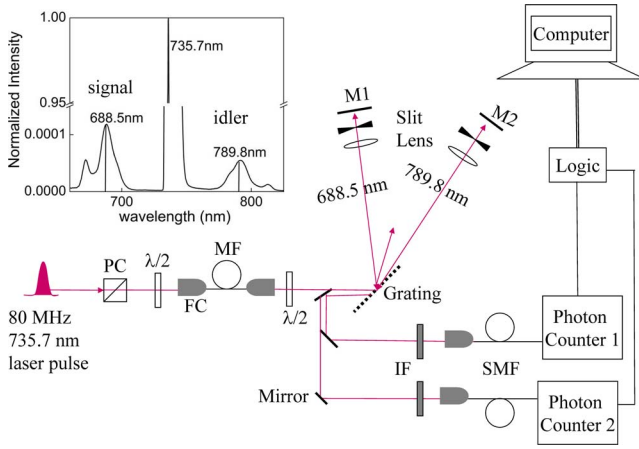 Normalized Intensity
1.00
0.95
0.0001
0.0000
735.7nm
signal
688.5nm
idler
789.8nm
700
800
wavelength (nm)
M1
Slit
Lens
M2
688.5 nm
789.8 nm
Computer
Logic
PC
λ/2
MF
FC
λ/2
Grating
80 MHz
735.7 nm
laser pulse
Mirror
IF
SMF
Photon
Counter 1
Photon
Counter 2